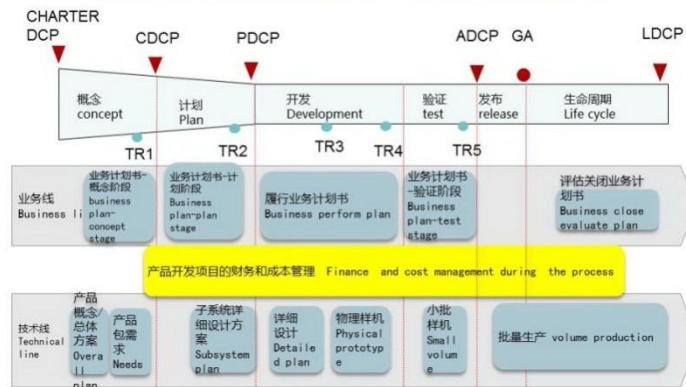 CHARTER
DCP
CDCP
PDCP
ADCP
GA
LDCP
概念
concept
计划
Plan
开发
Development
验证
test
发布
release
生命周期
Life cycle
TR1
TR2
TR3
TR4
TR5
业务线
Business li
业务计划书-
概念阶段
business
plan-
concept
stage
业务计划书-计
划阶段
Business
plan-plan
stage
履行业务计划书
Business perform plan
业务计划书
-验证阶段
Business
plan-test
stage
评估关闭业务计
划书
Business close
evaluate plan
产品开发项目的财务和成本管理 Finance and cost management during the process
技术线
Technical
line
产品
概念/
总体
方案
Overa
ll
plan
产品
包需
求
Needs
子系统详
细设计方
案
Subsystem
plan
详细
设计
Detaile
d plan
物理样机
Physical
prototyp
e
小批
样机
Small
volum
e
批量生产 volume production